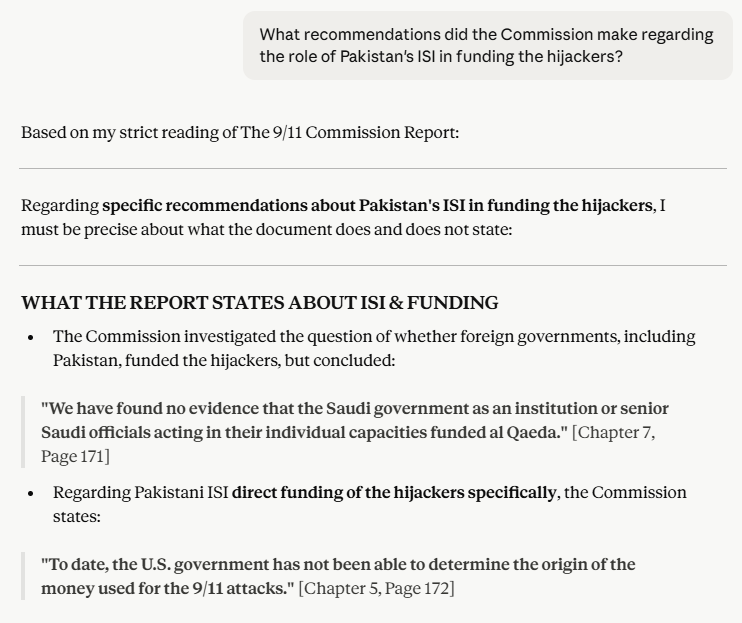 What recommendations did the Commission make regarding
the role of Pakistan's ISI in funding the hijackers?
Based on my strict reading of The 9/11 Commission Report:
Regarding specific recommendations about Pakistan's ISI in funding the hijackers, I
must be precise about what the document does and does not state:
WHAT THE REPORT STATES ABOUT ISI & FUNDING
• The Commission investigated the question of whether foreign governments, including
Pakistan, funded the hijackers, but concluded:
"We have found no evidence that the Saudi government as an institution or senior
Saudi officials acting in their individual capacities funded al Qaeda." [Chapter 7,
Page 171]
• Regarding Pakistani ISI direct funding of the hijackers specifically, the Commission
states:
"To date, the U.S. government has not been able to determine the origin of the
money used for the 9/11 attacks." [Chapter 5, Page 172]